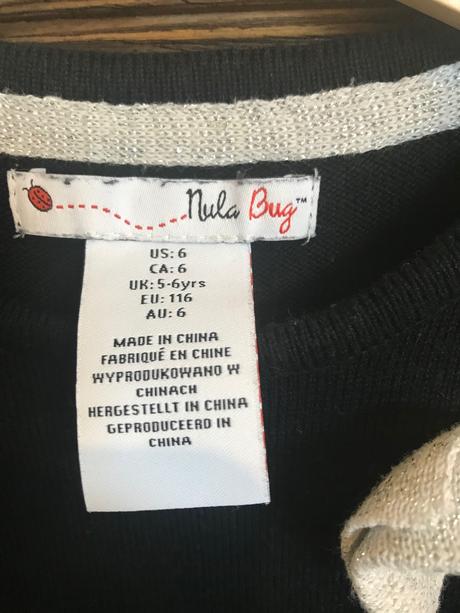 Nula Bug™
US: 6
CA: 6
UK: 5-6yrs
EU: 116
AU: 6
MADE IN CHINA
FABRIQUÉ EN CHINE
WYPRODUKOWANO W
CHINACH
HERGESTELLT IN CHINA
GEPRODUCEERD IN
CHINA